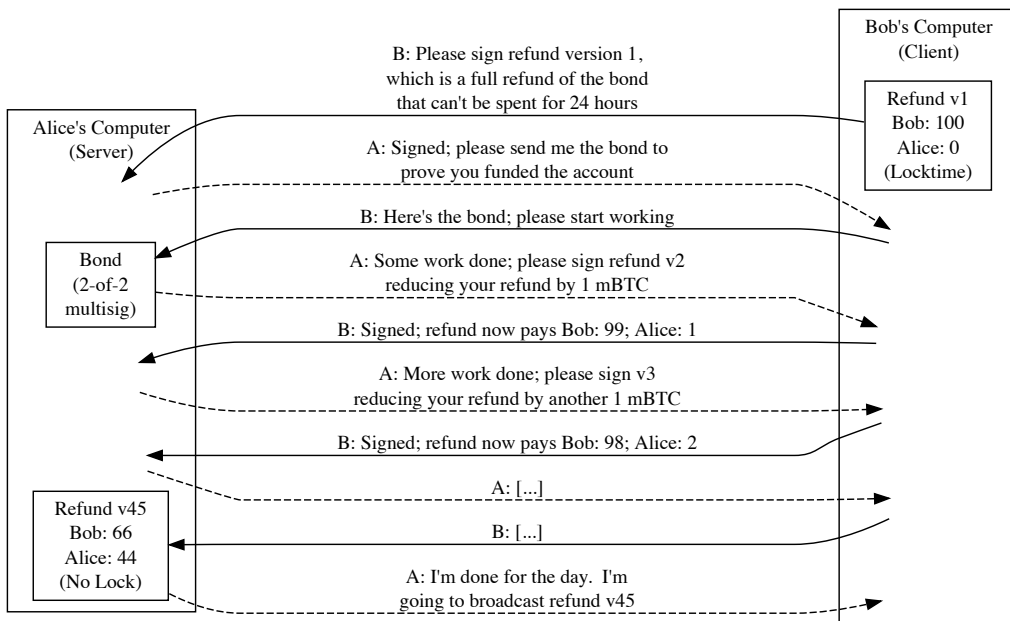 Bob's Computer
(Client)
B: Please sign refund version 1,
which is a full refund of the bond
that can't be spent for 24 hours
Refund v1
Bob: 100
Alice: 0
(Locktime)
Alice's Computer
(Server)
A: Signed; please send me the bond to
prove you funded the account
B: Here's the bond; please start working
Bond
(2-of-2
multisig)
A: Some work done; please sign refund v2
reducing your refund by 1 mBTC
B: Signed; refund now pays Bob: 99; Alice: 1
A: More work done; please sign v3
reducing your refund by another 1 mBTC
B: Signed; refund now pays Bob: 98; Alice: 2
A: [...]
Refund v45
Bob: 66
Alice: 44
(No Lock)
B: [...]
A: I'm done for the day.  I'm
going to broadcast refund v45